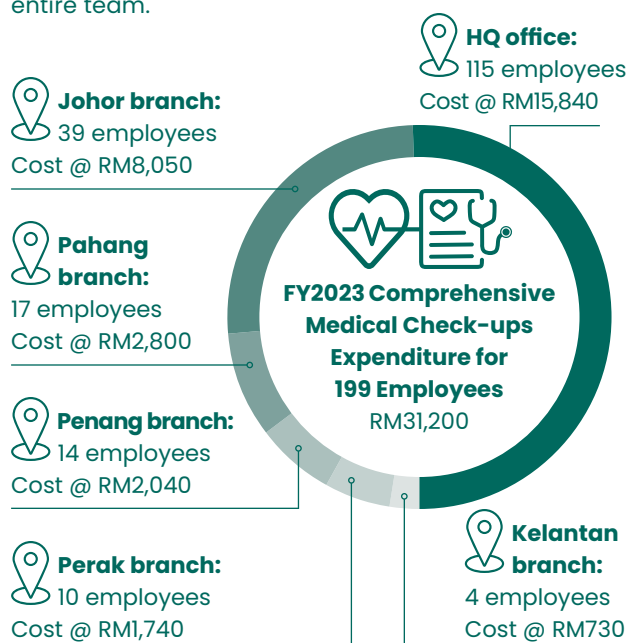 entire team.
HQ office:
115 employees
Cost @ RM15,840
Johor branch:
39 employees
Cost @ RM8,050
Pahang
branch:
17 employees
Cost @ RM2,800
Penang branch:
14 employees
Cost @ RM2,040
Perak branch:
10 employees
Cost @ RM1,740
FY2023 Comprehensive
Medical Check-ups
Expenditure for
199 Employees
RM31,200
Kelantan
branch:
4 employees
Cost @ RM730